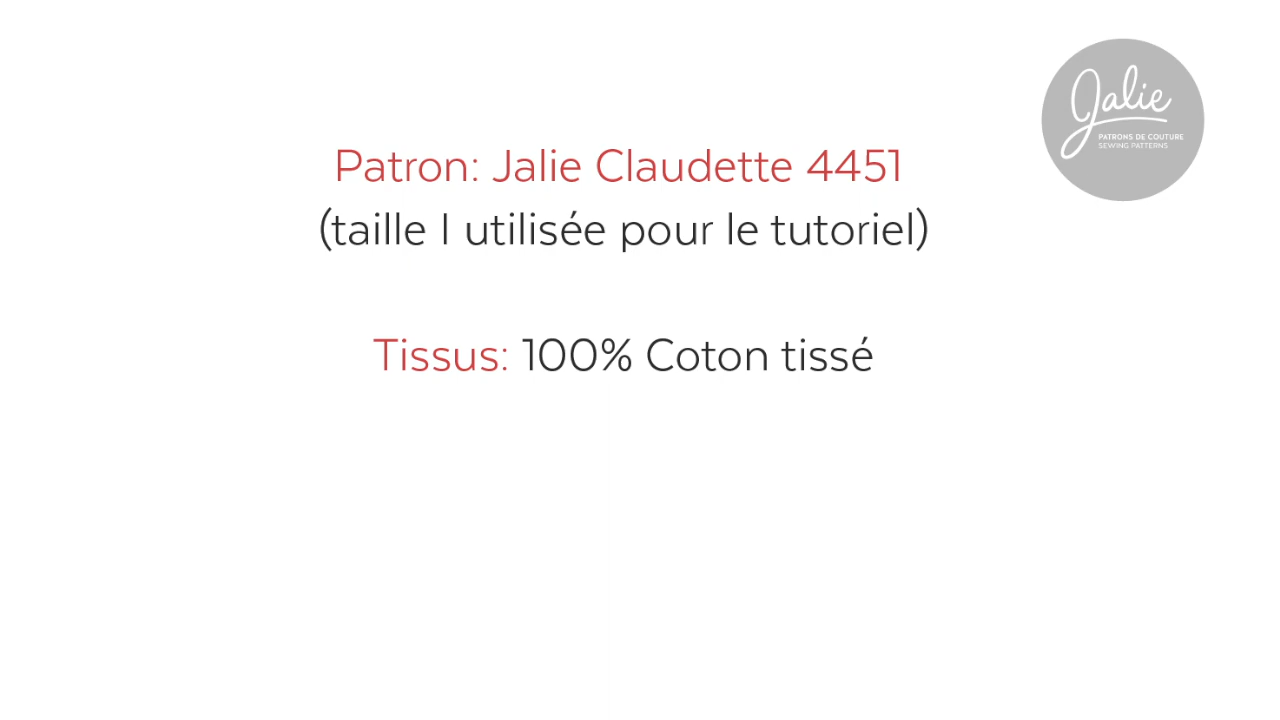 Jalie
PATRONS DE COUTURE
SEWING PATTERNS
Patron: Jalie Claudette 4451
(taille I utilisée pour le tutoriel)
Tissus: 100% Coton tissé